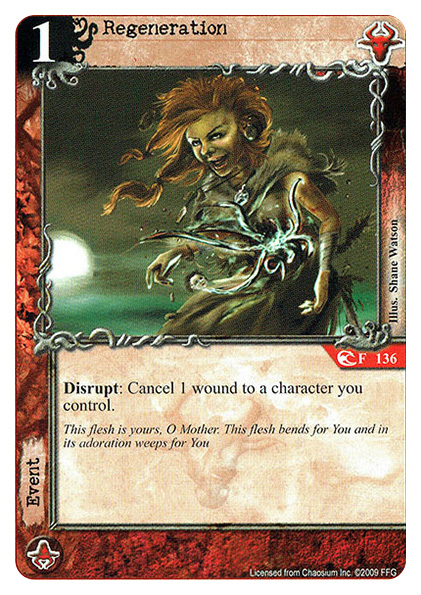 1
Regeneration
Illus. Shane Watson
F 136
Disrupt: Cancel 1 wound to a character you
control.
This flesh is yours, O Mother. This flesh bends for You and in
its adoration weeps for You
Event
Licensed from Chaosium Inc. ©2009 FFG